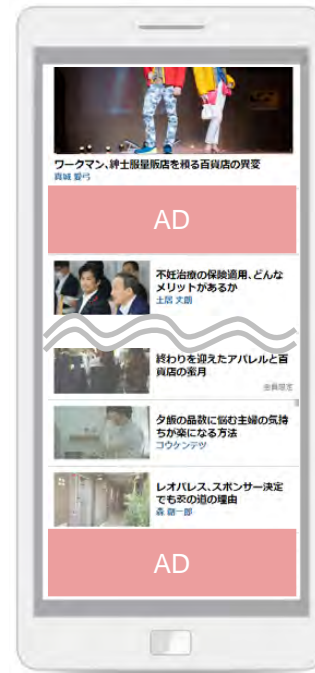 ワークマン、紳士服量販店を頼る百貨店の異変
真城 愛弓
AD
不妊治療の保険適用、どんな
メリットがあるか
土居 丈朗
終わりを迎えたアパレルと百
貨店の蜜月
会員限定
夕飯の品数に悩む主婦の気持
ちが楽になる方法
コウケンテツ
レオパレス、スポンサー決定
でも茨の道の理由
森 創一郎
AD